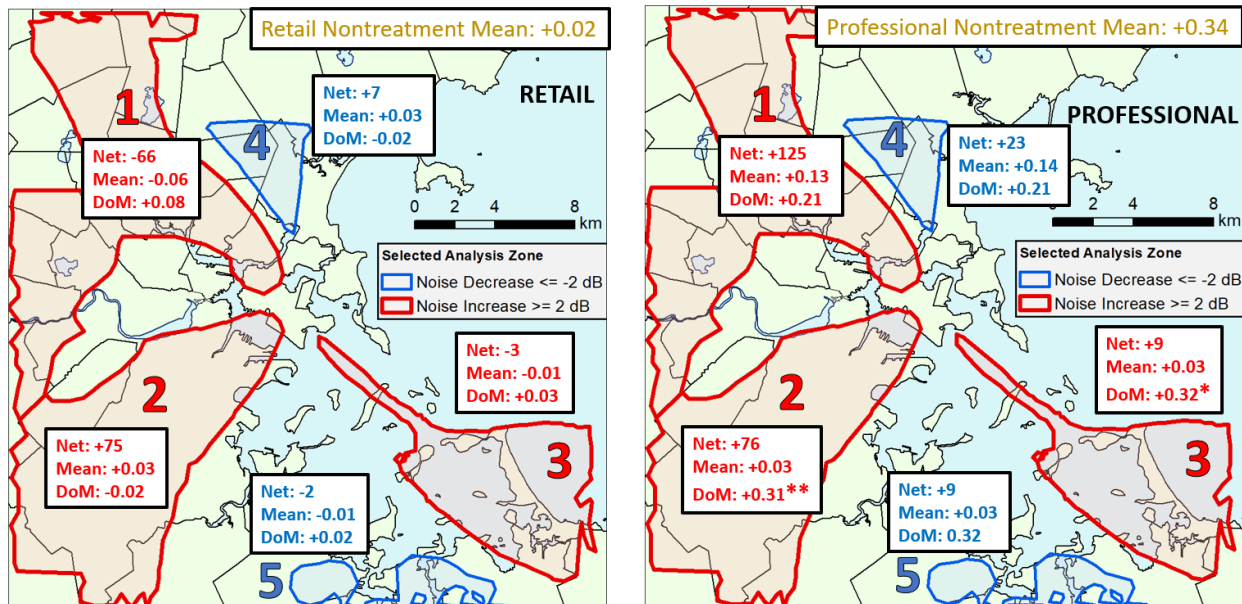 Retail Nontreatment Mean: +0.02
RETAIL
1
Net: -66
Mean: -0.06
DoM: +0.08
4
Net: +7
Mean: +0.03
DoM: -0.02
0 2 4 8
km
Selected Analysis Zone
Noise Decrease <= -2 dB
Noise Increase >= 2 dB
2
Net: +75
Mean: +0.03
DoM: -0.02
Net: -3
Mean: -0.01
DoM: +0.03
3
Net: -2
Mean: -0.01
DoM: +0.02
5
Professional Nontreatment Mean: +0.34
PROFESSIONAL
1
Net: +125
Mean: +0.13
DoM: +0.21
4
Net: +23
Mean: +0.14
DoM: +0.21
0 2 4 8
km
Selected Analysis Zone
Noise Decrease <= -2 dB
Noise Increase >= 2 dB
2
Net: +76
Mean: +0.03
DoM: +0.31**
Net: +9
Mean: +0.03
DoM: +0.32*
3
Net: +9
Mean: +0.03
DoM: 0.32
5